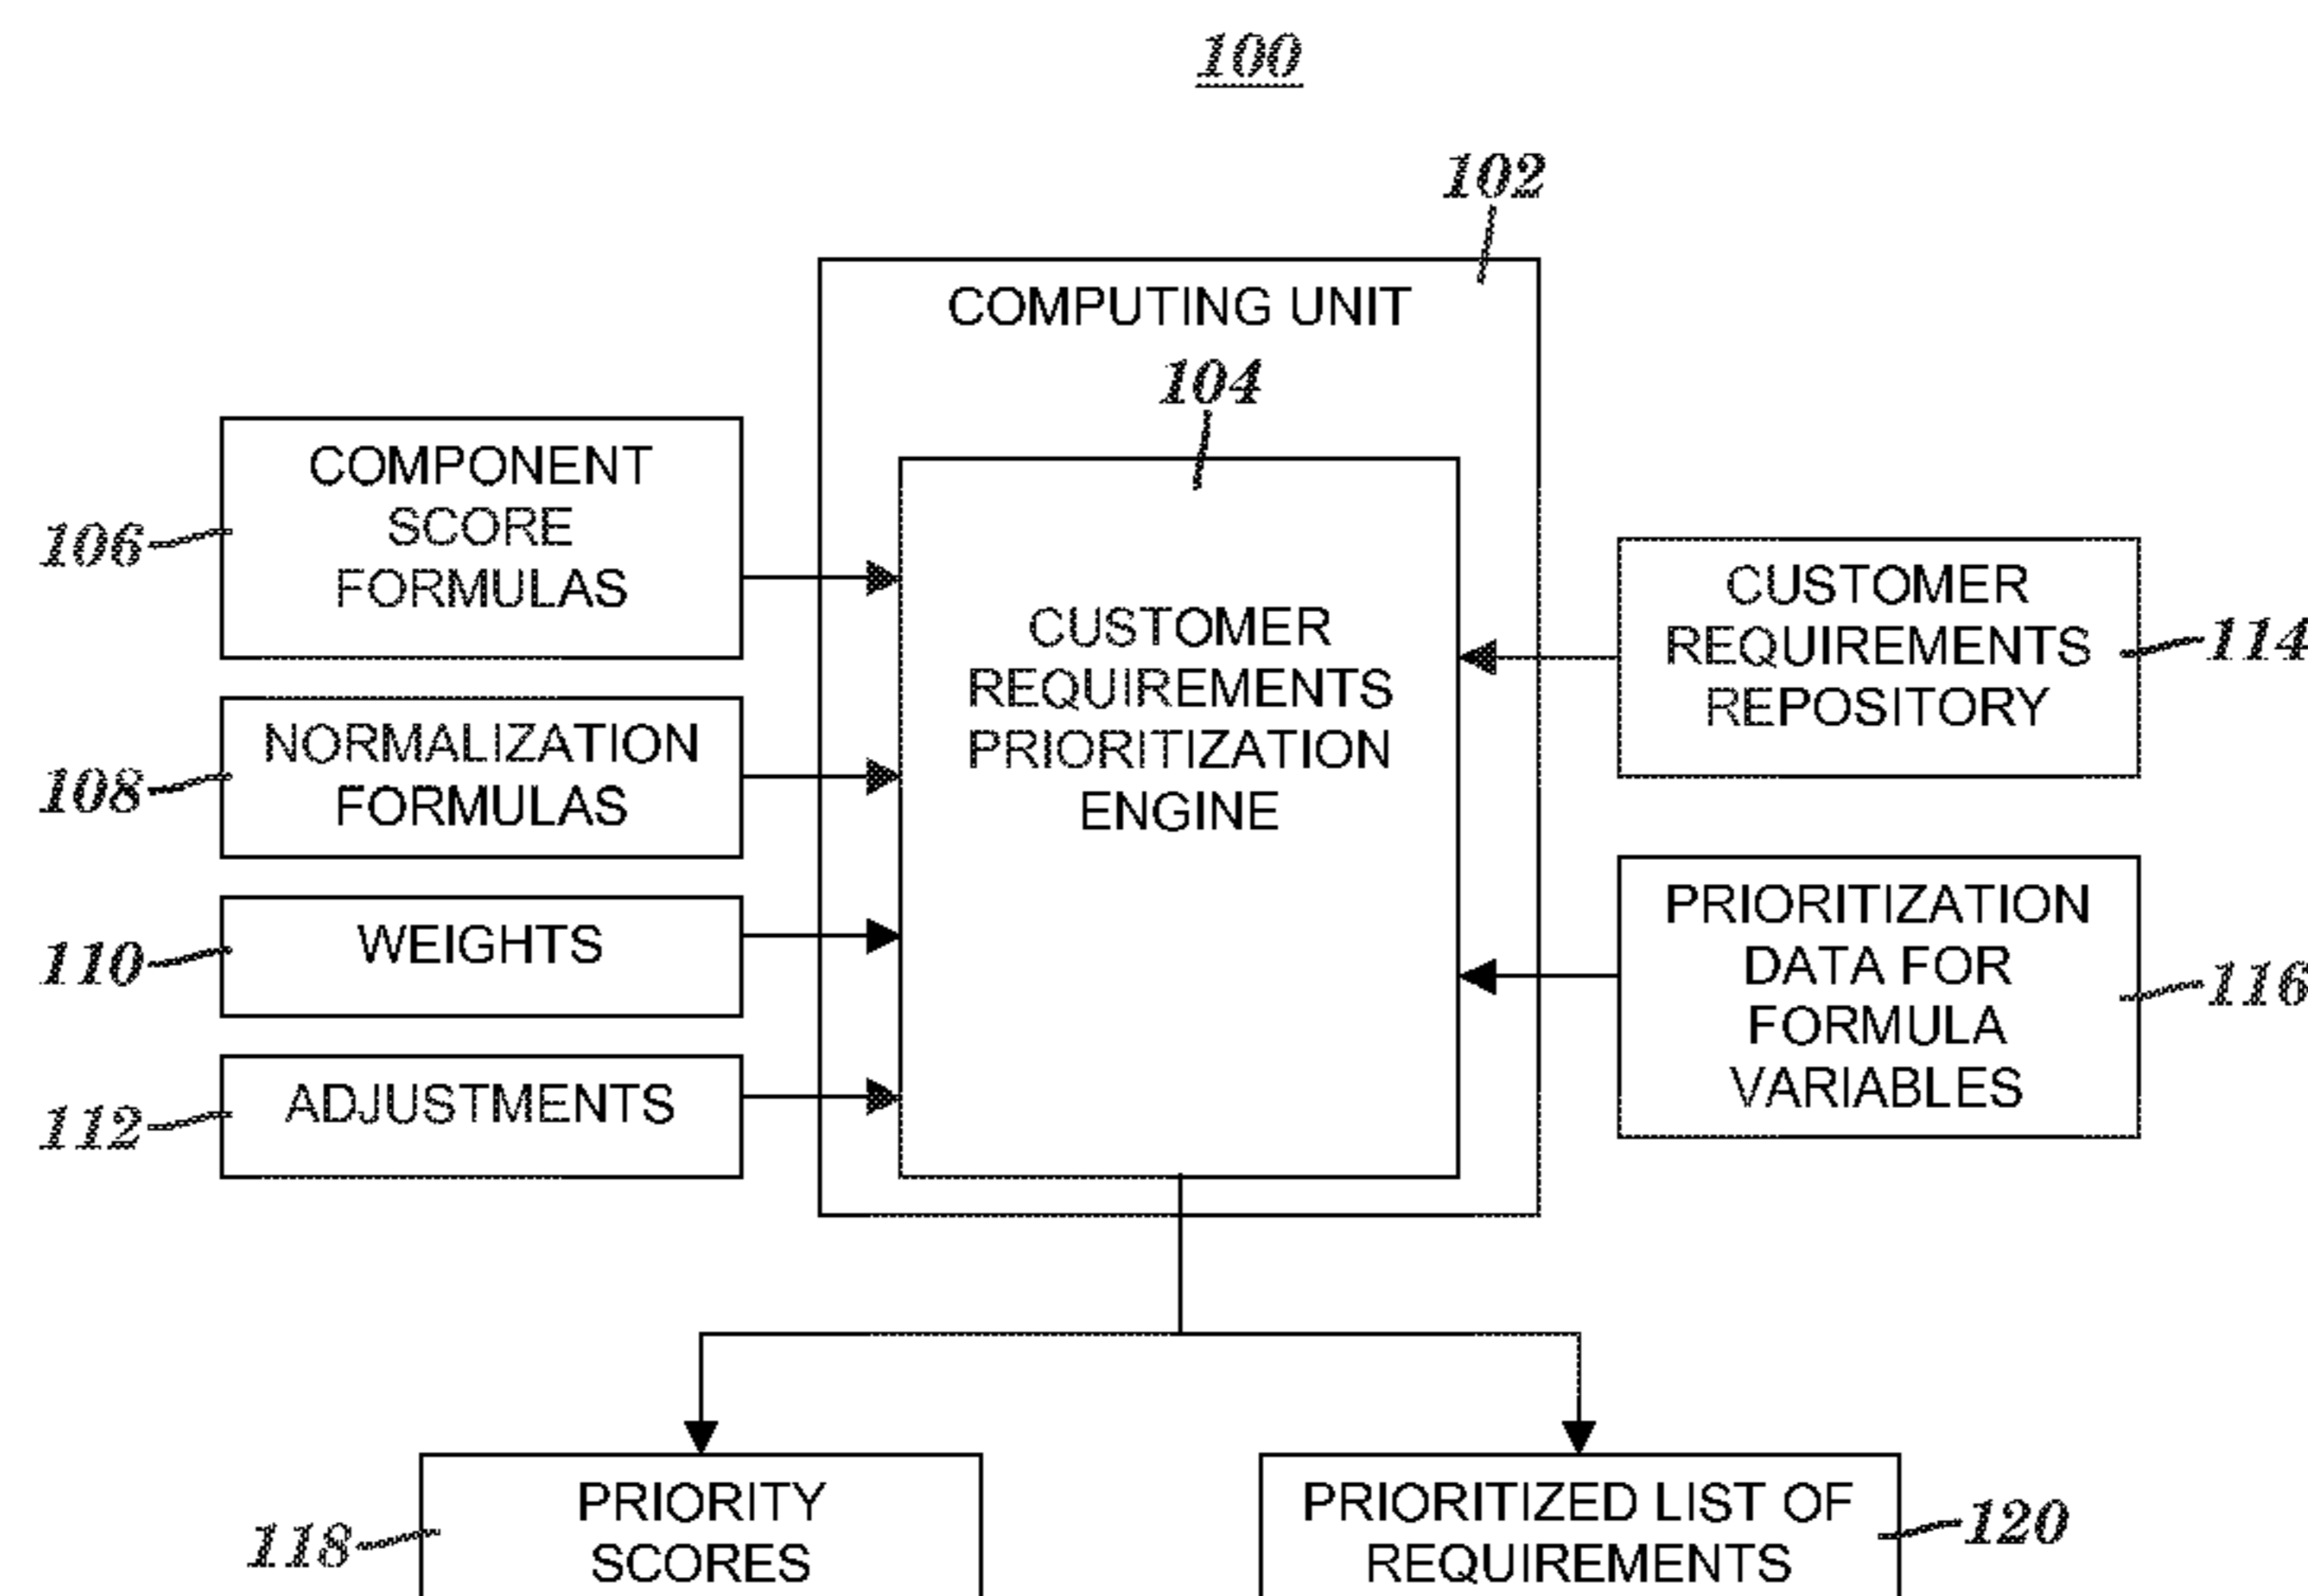 100
102
COMPUTING UNIT
104
COMPONENT
SCORE
FORMULAS
106
CUSTOMER
REQUIREMENTS
PRIORITIZATION
ENGINE
CUSTOMER
REQUIREMENTS
REPOSITORY
114
NORMALIZATION
FORMULAS
108
WEIGHTS
110
PRIORITIZATION
DATA FOR
FORMULA
VARIABLES
116
ADJUSTMENTS
112
PRIORITY
SCORES
118
PRIORITIZED LIST OF
REQUIREMENTS
120